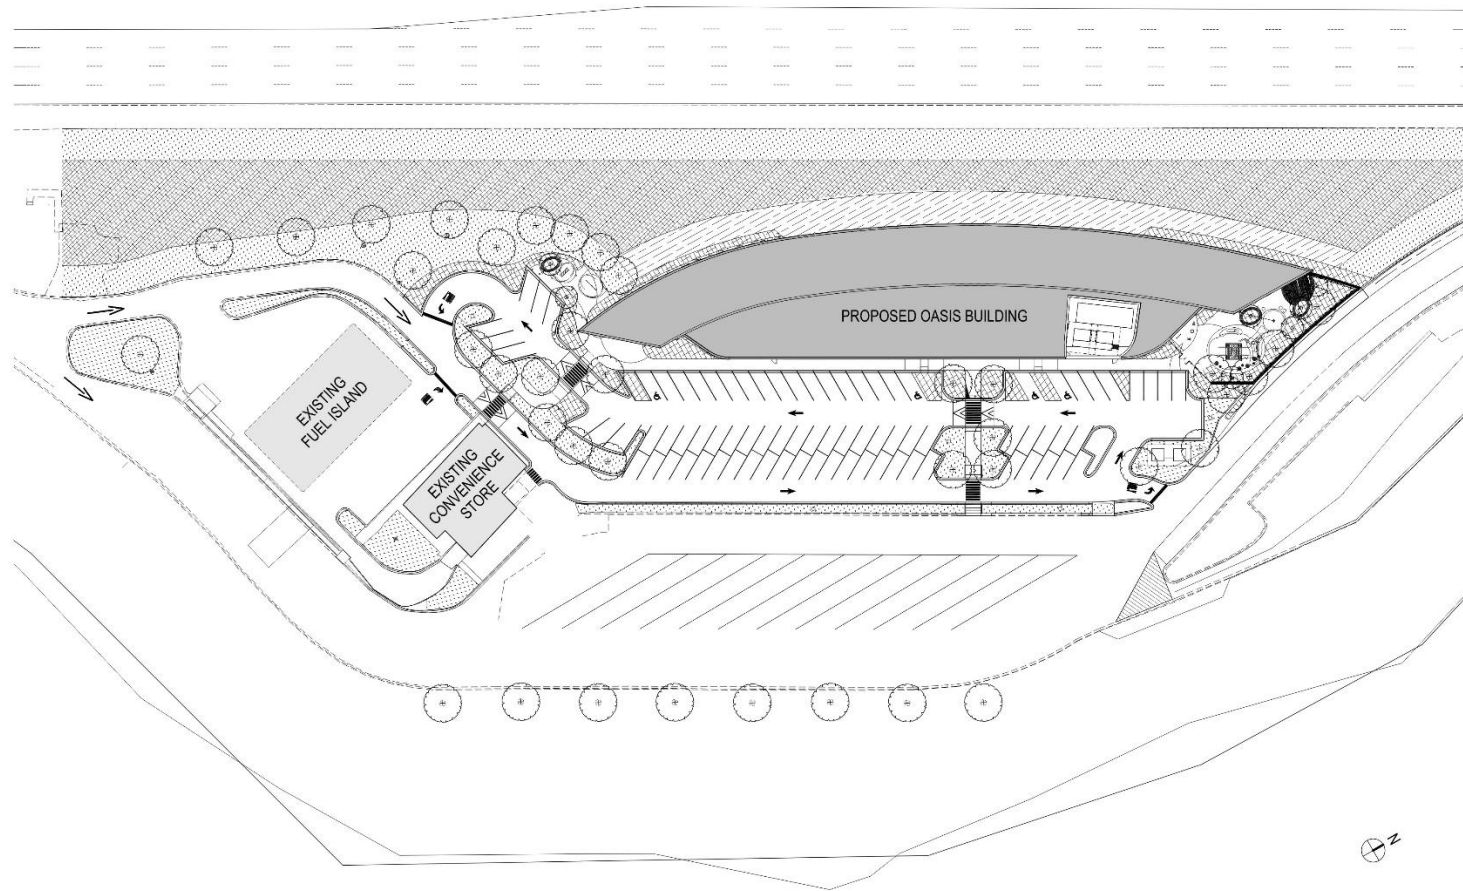 PROPOSED OASIS BUILDING
EXISTING
FUEL ISLAND
EXISTING
CONVENIENCE
STORE
N